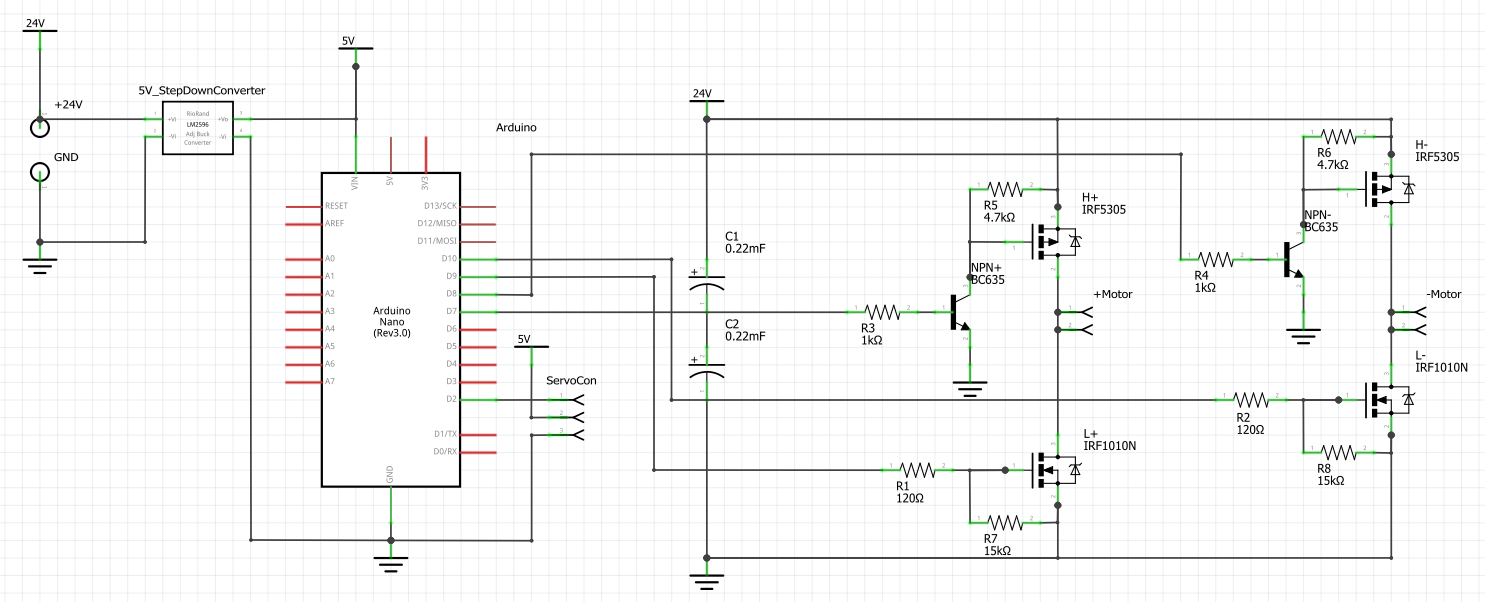 24V
+24V
GND
5V_StepDownConverter
+Vi
-Vi
RioRand
LM2596
Adj Buck
Converter
+Vo
-Vi
5V
Arduino
VIN
5V
3V3
RESET
AREF
A0
A1
A2
A3
A4
A5
A6
A7
Arduino
Nano
(Rev3.0)
D13/SCK
D12/MISO
D11/MOSI
D10
D9
D8
D7
D6
D5
D4
D3
D2
D1/TX
D0/RX
GND
5V
ServoCon
1
2
3
24V
C1
0.22mF
C2
0.22mF
R3
1kΩ
NPN+
BC635
R5
4.7kΩ
H+
IRF5305
+Motor
R1
120Ω
L+
IRF1010N
R7
15kΩ
R4
1kΩ
NPN-
BC635
R6
4.7kΩ
H-
IRF5305
-Motor
R2
120Ω
L-
IRF1010N
R8
15kΩ